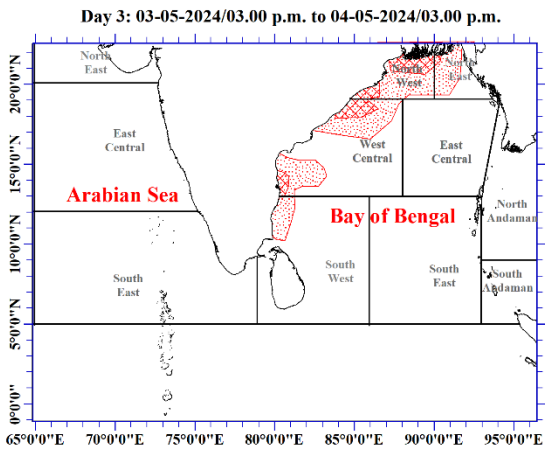 Day 3: 03-05-2024/03.00 p.m. to 04-05-2024/03.00 p.m.
North
East
North
West
North
East
20°0'0"N
East
Central
West
Central
East
Central
15°0'0"N
Arabian Sea
Bay of Bengal
North
Andaman
10°0'0"N
South
East
South
West
South
East
South
Andaman
5°0'0"N
0°0'0"
65°0'0"E 70°0'0"E 75°0'0"E 80°0'0"E 85°0'0"E 90°0'0"E 95°0'0"E